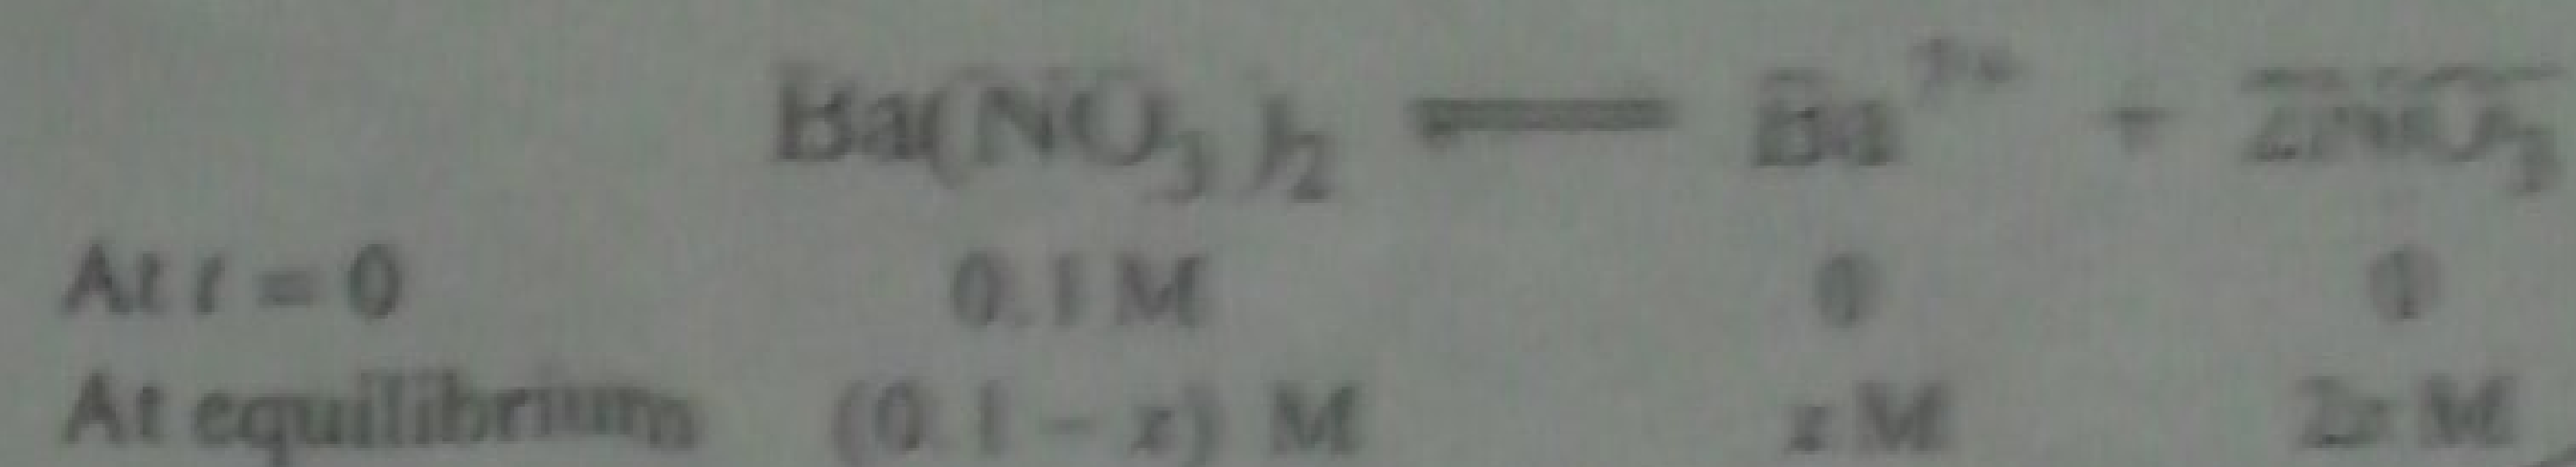 Ba(NO₃)₂ ⇌ Ba²⁺ + 2NO₃
At t = 0 0.1 M 0 0
At equilibrium (0.1 − x) M x M 2x M